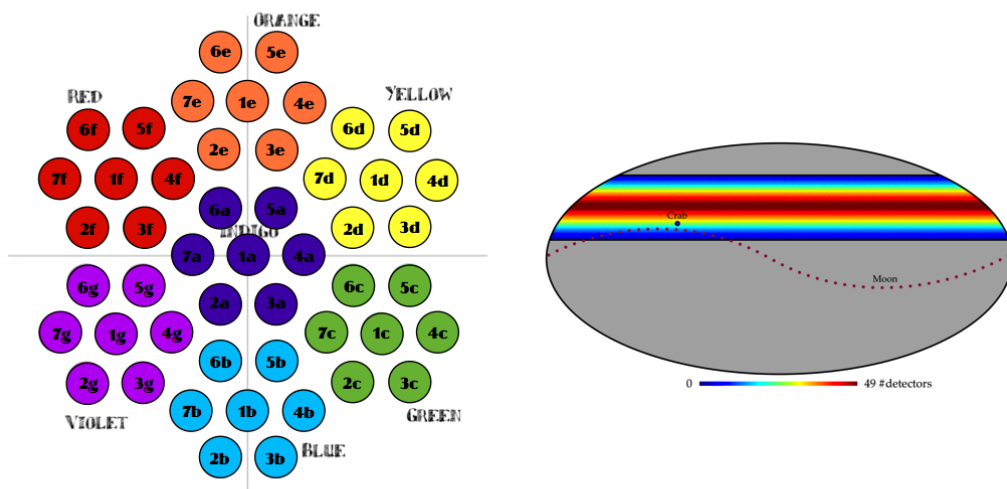 ORANGE
6e 5e
7e 1e 4e
2e 3e
RED
6f 5f
7f 1f 4f
2f 3f
YELLOW
6d 5d
7d 1d 4d
2d 3d
6a 5a
INDIGO
7a 1a 4a
2a 3a
6g 5g
7g 1g 4g
2g 3g
VIOLET
6c 5c
7c 1c 4c
2c 3c
GREEN
6b 5b
7b 1b 4b
2b 3b
BLUE
Crab
Moon
0 49 #detectors